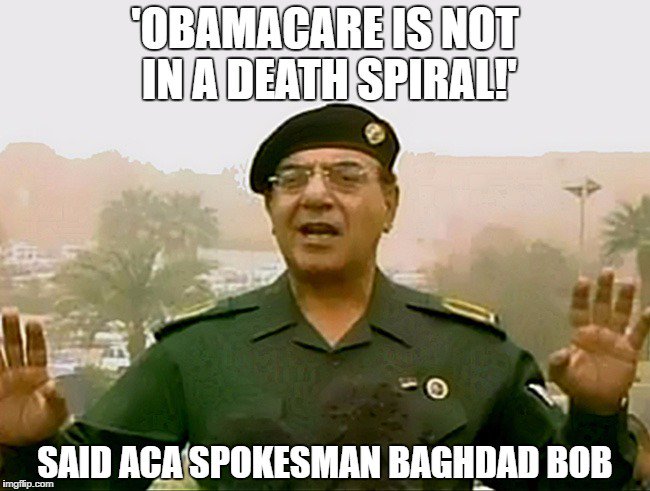 'OBAMACARE IS NOT
IN A DEATH SPIRAL!'
SAID ACA SPOKESMAN BAGHDAD BOB
imgflip.com